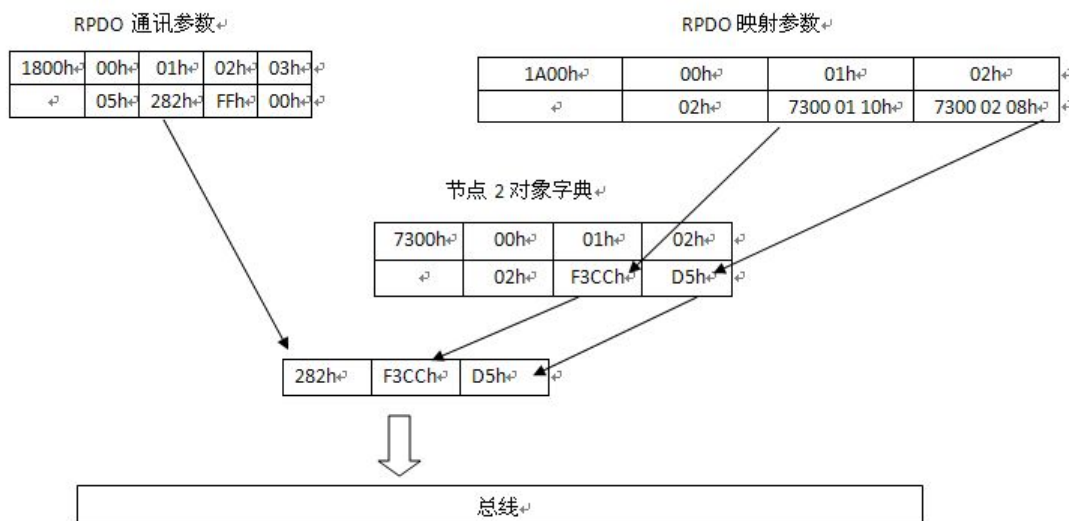 RPDO 通讯参数↵
RPDO 映射参数↵
1800h↵ 00h↵ 01h↵ 02h↵ 03h↵ ↵
↵ 05h↵ 282h↵ FFh↵ 00h↵ ↵
1A00h↵ 00h↵ 01h↵ 02h↵ ↵
↵ 02h↵ 7300 01 10h↵ 7300 02 08h↵ ↵
节点 2 对象字典↵
7300h↵ 00h↵ 01h↵ 02h↵ ↵
↵ 02h↵ F3CCh↵ D5h↵ ↵
282h↵ F3CCh↵ D5h↵ ↵
总线↵